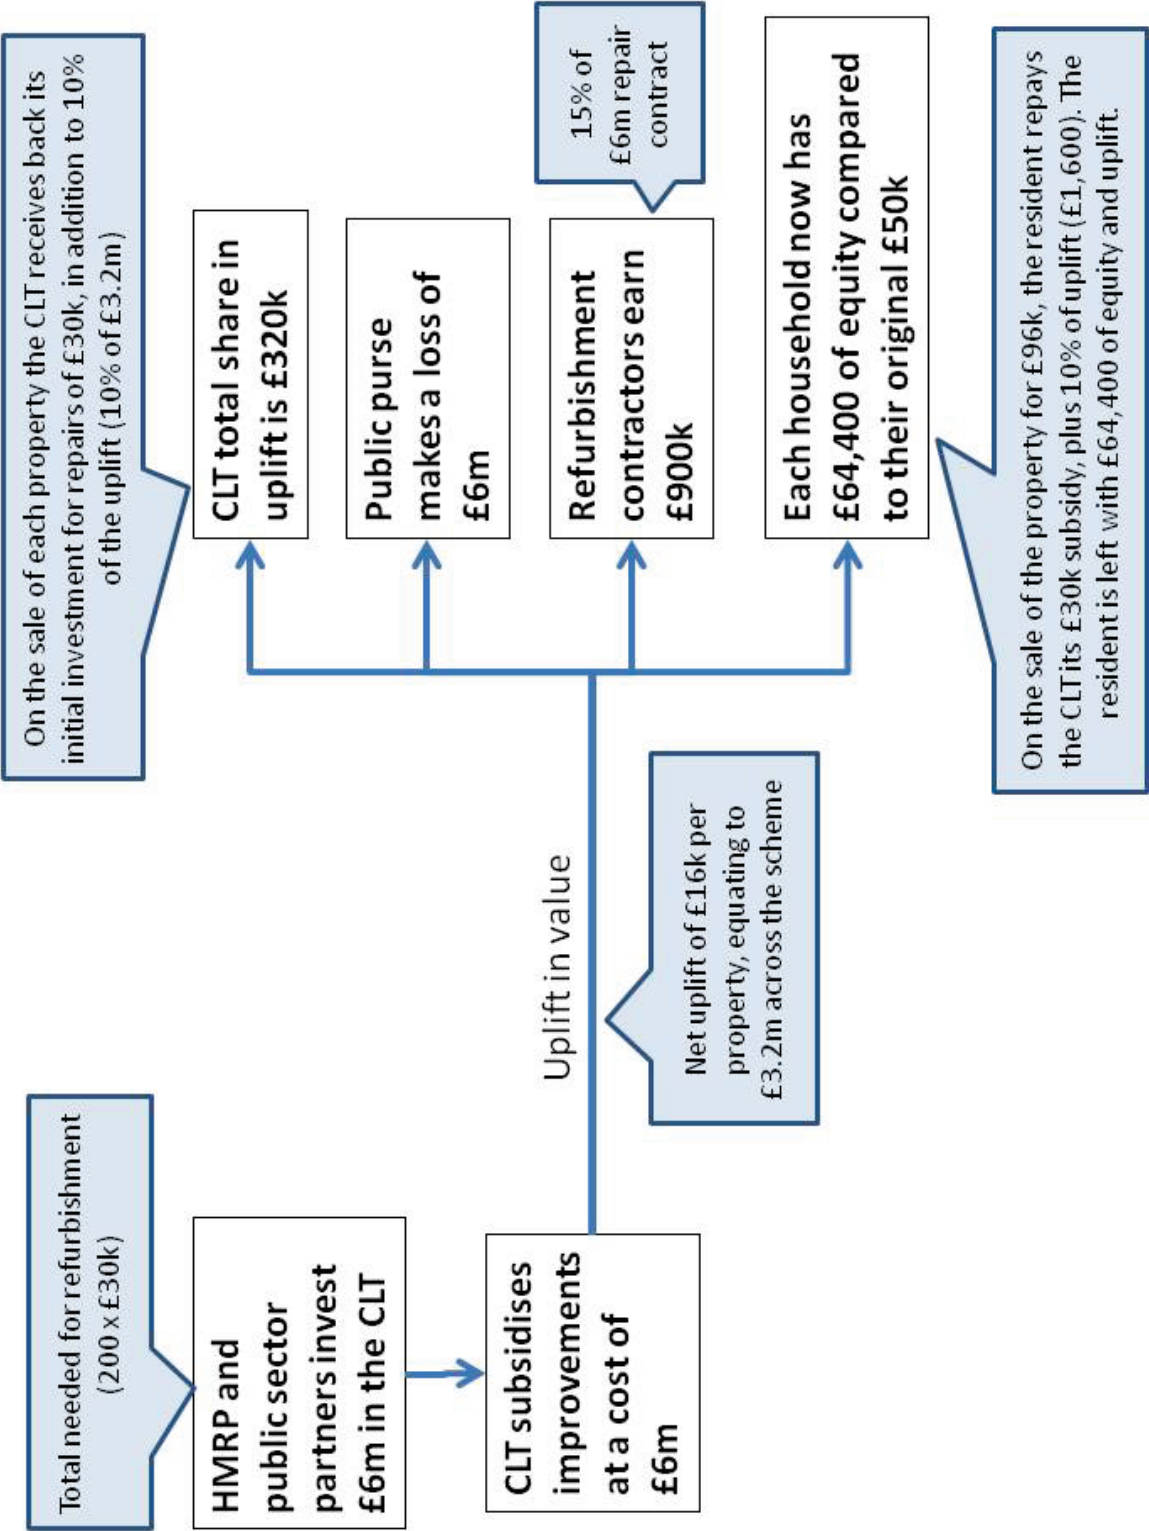 Total needed for refurbishment
(200 x £30k)
HMRP and
public sector
partners invest
£6m in the CLT
CLT subsidises
improvements
at a cost of
£6m
Uplift in value
Net uplift of £16k per
property, equating to
£3.2m across the scheme
On the sale of each property the CLT receives back its
initial investment for repairs of £30k, in addition to 10%
of the uplift (10% of £3.2m)
CLT total share in
uplift is £320k
Public purse
makes a loss of
£6m
Refurbishment
contractors earn
£900k
15% of
£6m repair
contract
Each household now has
£64,400 of equity compared
to their original £50k
On the sale of the property for £96k, the resident repays
the CLT its £30k subsidy, plus 10% of uplift (£1,600). The
resident is left with £64,400 of equity and uplift.